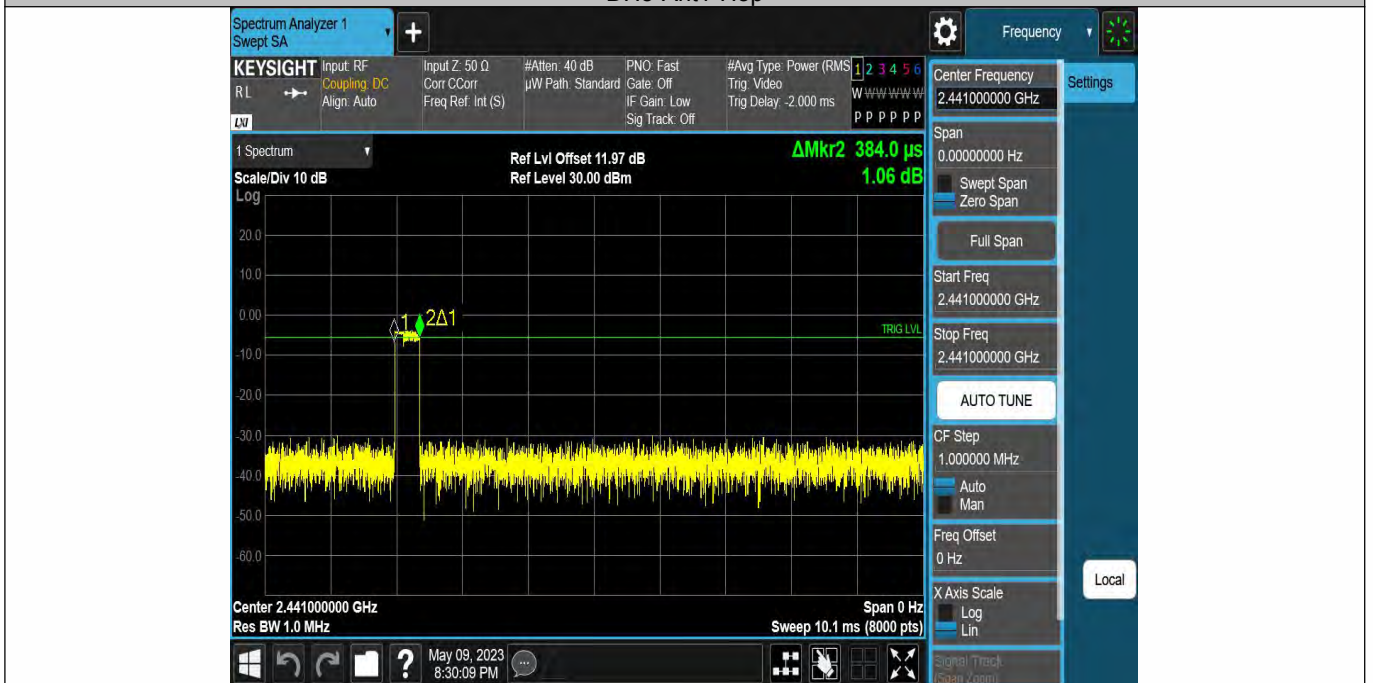 Spectrum Analyzer 1
Swept SA
+
Frequency
KEYSIGHT
RL
LXI
Input: RF
Coupling: DC
Align: Auto
Input Z: 50 Ω
Corr CCorr
Freq Ref: Int (S)
#Atten: 40 dB
µW Path: Standard
PNO: Fast
Gate: Off
IF Gain: Low
Sig Track: Off
#Avg Type: Power (RMS
Trig: Video
Trig Delay: -2.000 ms
1 2 3 4 5 6
W W W W W W
P P P P P P
1 Spectrum
Scale/Div 10 dB
Log
Ref Lvl Offset 11.97 dB
Ref Level 30.00 dBm
ΔMkr2 384.0 µs
1.06 dB
20.0
10.0
0.00
-10.0
-20.0
-30.0
-40.0
-50.0
-60.0
1
2Δ1
TRIG LVL
Center 2.441000000 GHz
Res BW 1.0 MHz
Span 0 Hz
Sweep 10.1 ms (8000 pts)
Center Frequency
2.441000000 GHz
Settings
Span
0.00000000 Hz
Swept Span
Zero Span
Full Span
Start Freq
2.441000000 GHz
Stop Freq
2.441000000 GHz
AUTO TUNE
CF Step
1.000000 MHz
Auto
Man
Freq Offset
0 Hz
X Axis Scale
Log
Lin
Signal Track
(Span Zoom)
Local
?
May 09, 2023
8:30:09 PM